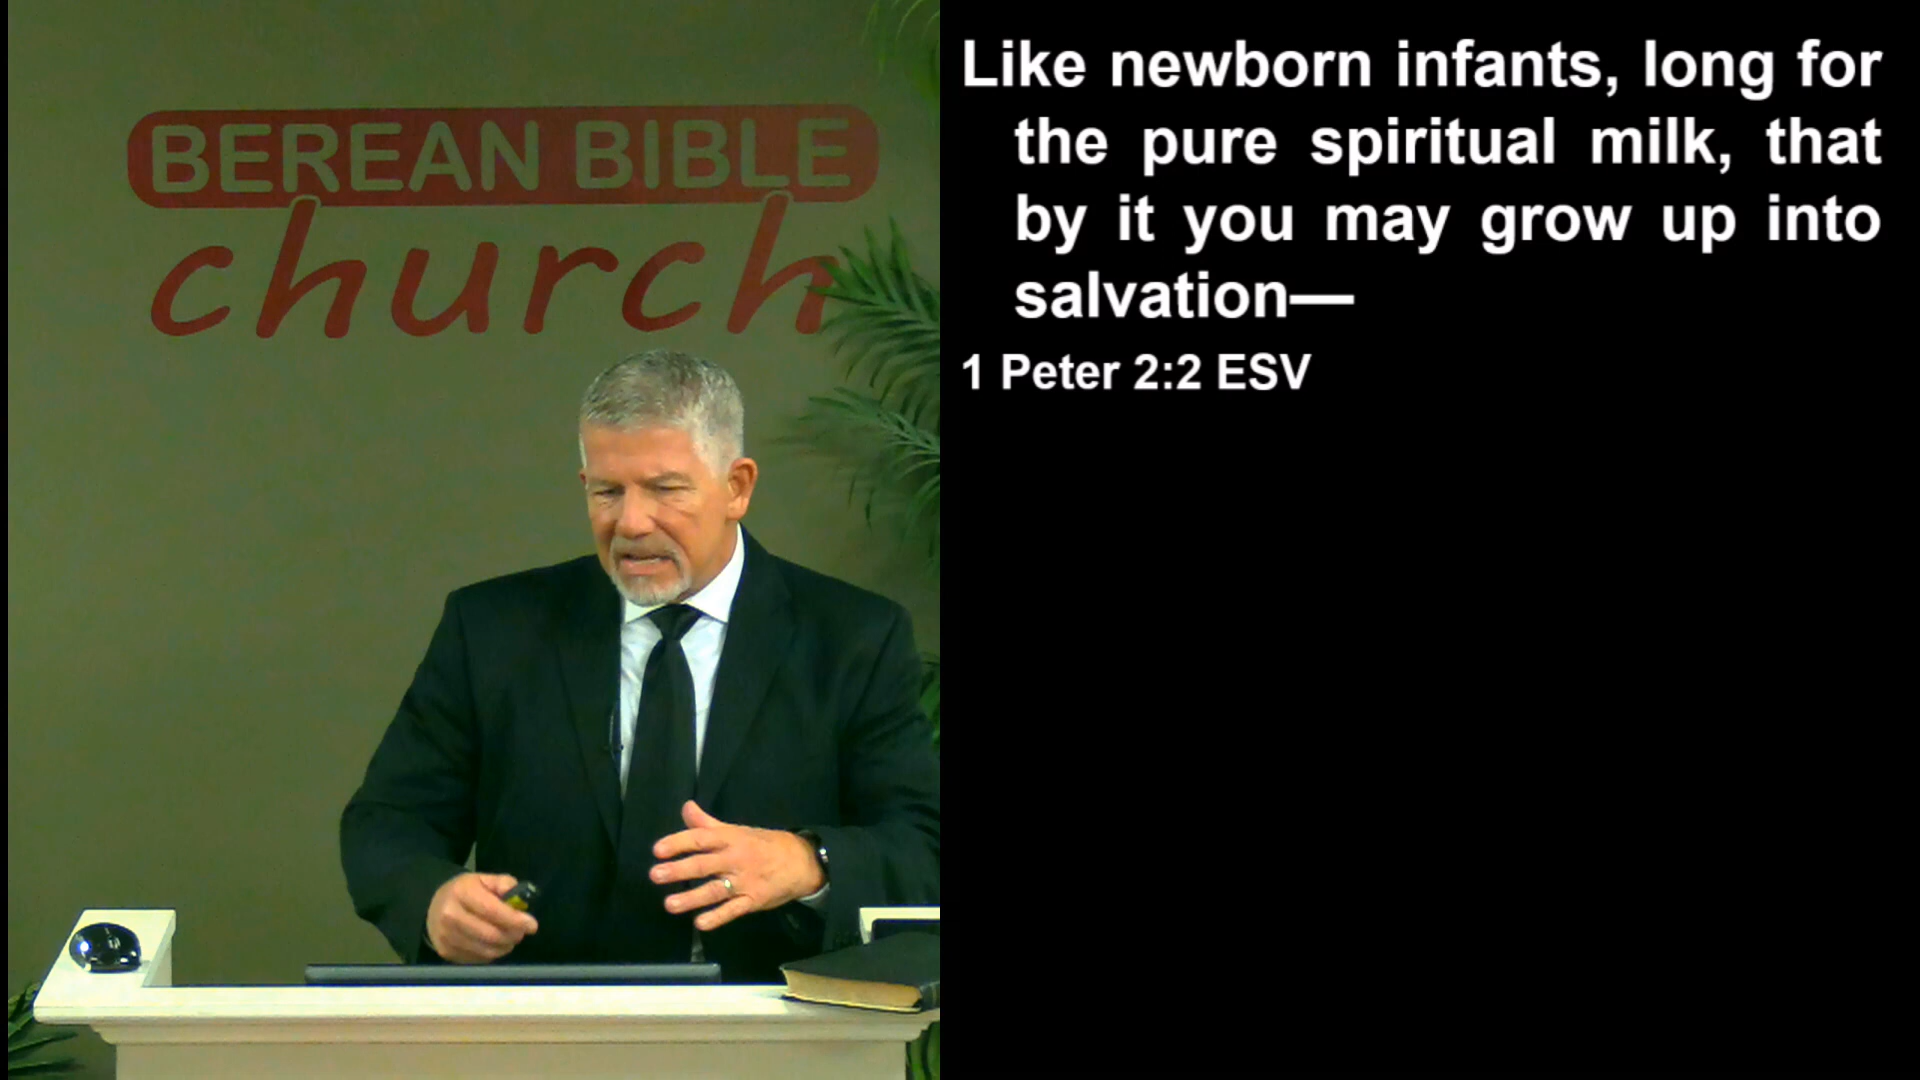 BEREAN BIBLE
church
Like newborn infants, long for
the pure spiritual milk, that
by it you may grow up into
salvation—
1 Peter 2:2 ESV